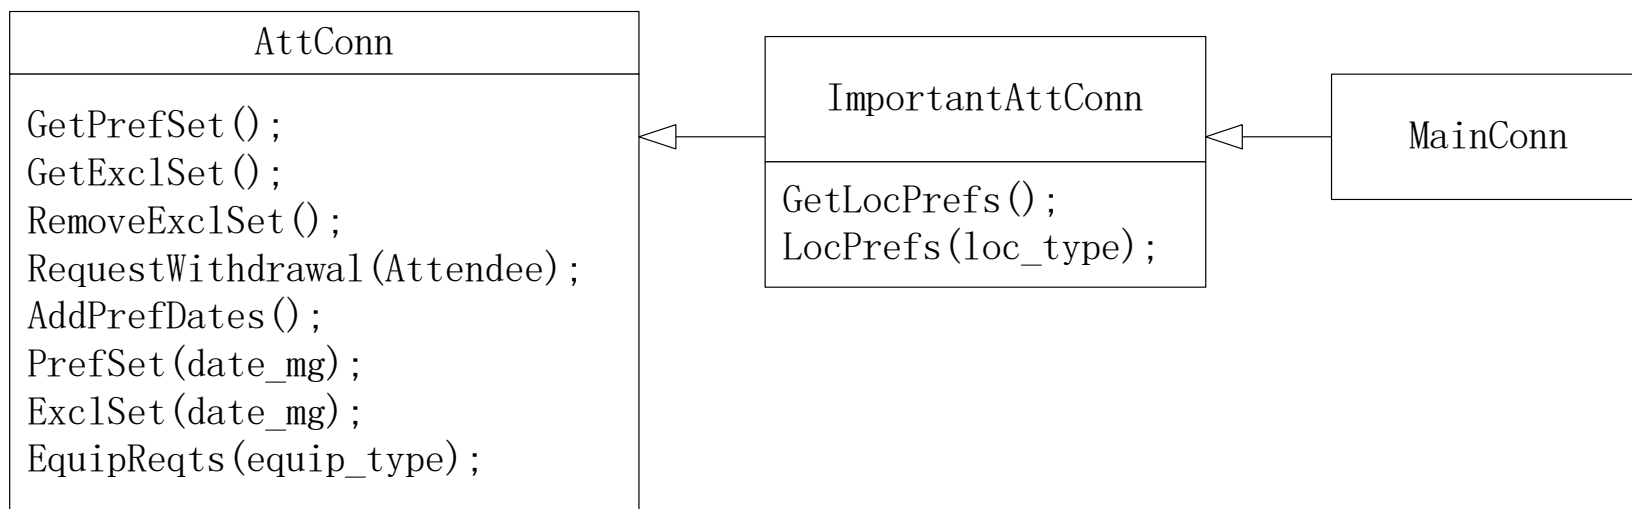 AttConn
GetPrefSet();
GetExclSet();
RemoveExclSet();
RequestWithdrawal(Attendee);
AddPrefDates();
PrefSet(date_mg);
ExclSet(date_mg);
EquipReqts(equip_type);
ImportantAttConn
GetLocPrefs();
LocPrefs(loc_type);
MainConn